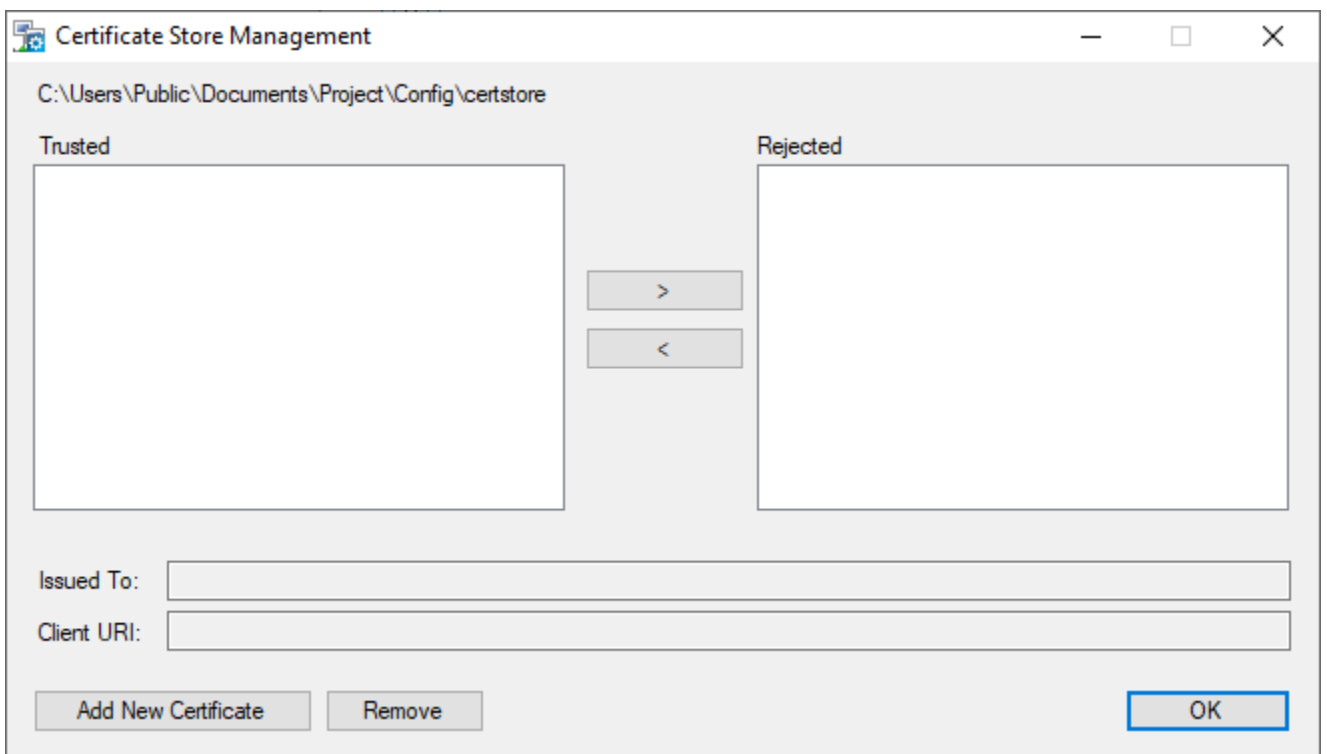 Certificate Store Management
C:\Users\Public\Documents\Project\Config\certstore
Trusted
Rejected
>
<
Issued To:
Client URI:
Add New Certificate
Remove
OK